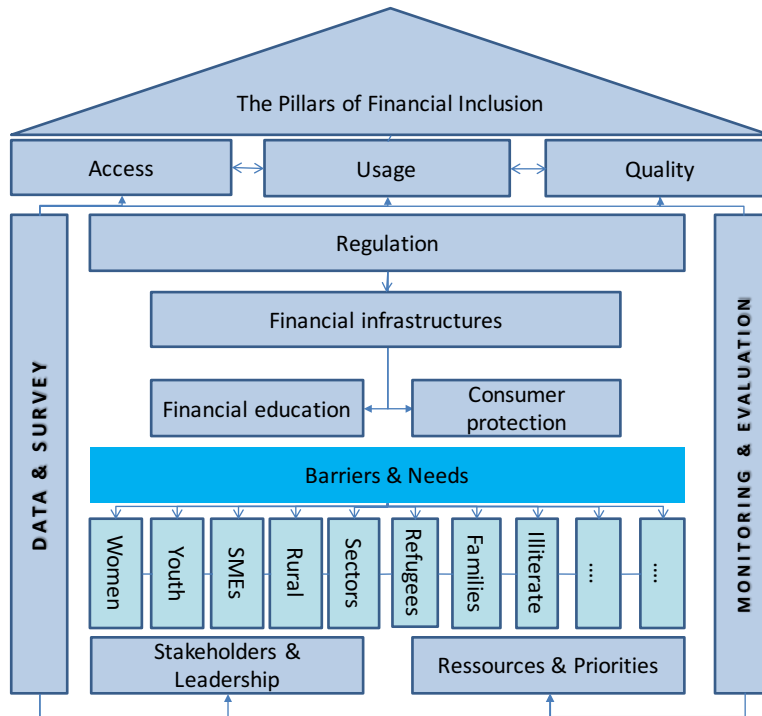 The Pillars of Financial Inclusion
Access
Usage
Quality
Regulation
Financial infrastructures
Financial education
Consumer
protection
Barriers & Needs
Women
Youth
SMEs
Rural
Sectors
Refugees
Families
Illiterate
....
....
Stakeholders &
Leadership
Ressources & Priorities
DATA & SURVEY
MONITORING & EVALUATION